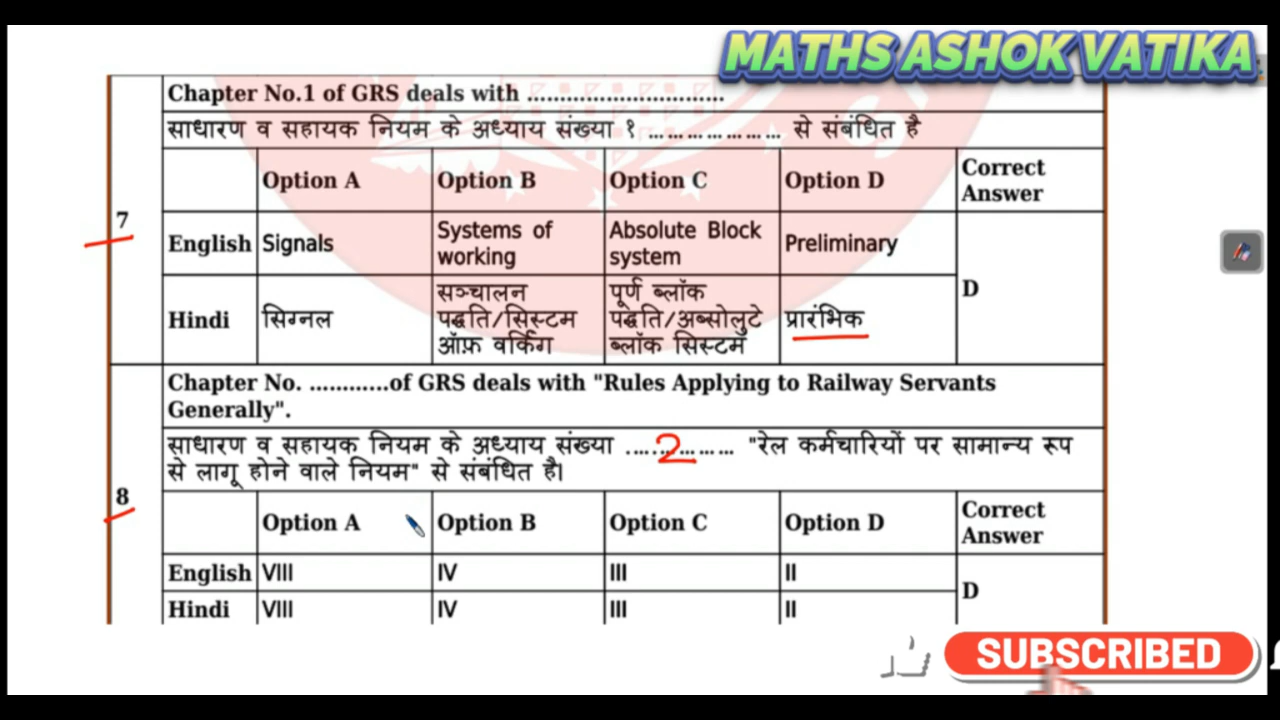 MATHS ASHOK VATIKA
Chapter No.1 of GRS deals with ..............................
साधारण व सहायक नियम के अध्याय संख्या १ ... ... ... ... ... ... ... से संबंधित है
7
Option A Option B Option C Option D Correct Answer
English Signals Systems of working Absolute Block system Preliminary D
Hindi सिग्नल सञ्चालन पद्धति/सिस्टम ऑफ़ वर्किंग पूर्ण ब्लॉक पद्धति/अब्सोलुटे ब्लॉक सिस्टम प्रारंभिक
Chapter No. ............of GRS deals with "Rules Applying to Railway Servants
Generally".
साधारण व सहायक नियम के अध्याय संख्या ......2......... "रेल कर्मचारियों पर सामान्य रूप
से लागू होने वाले नियम" से संबंधित है।
8
Option A Option B Option C Option D Correct Answer
English VIII IV III II D
Hindi VIII IV III II
SUBSCRIBED